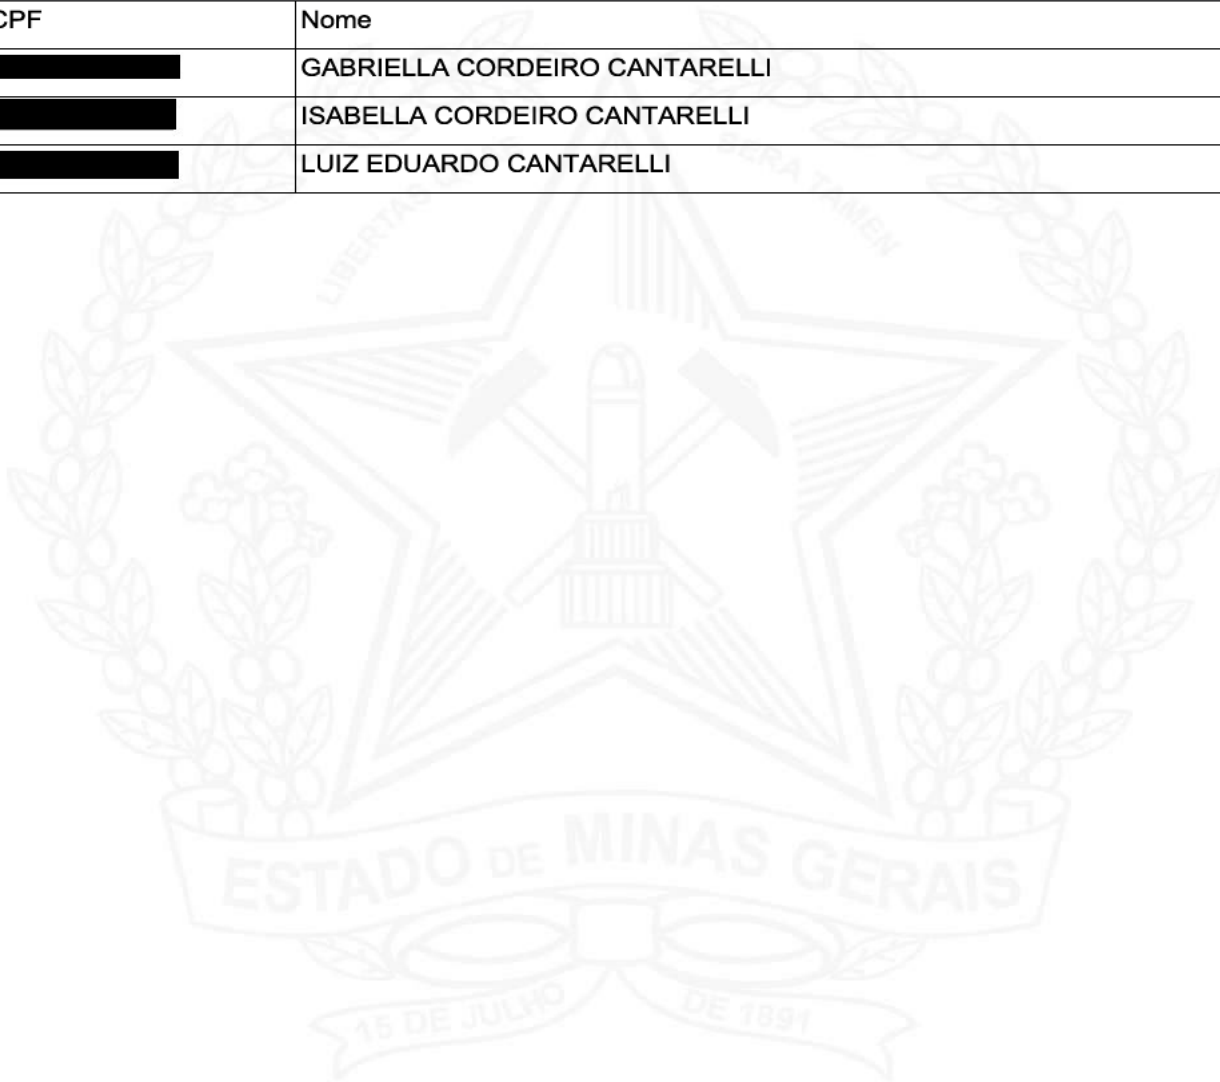 CPF Nome
GABRIELLA CORDEIRO CANTARELLI
ISABELLA CORDEIRO CANTARELLI
LUIZ EDUARDO CANTARELLI
LIBERTAS SERA TAMEN
ESTADO DE MINAS GERAIS
15 DE JULHO DE 1891